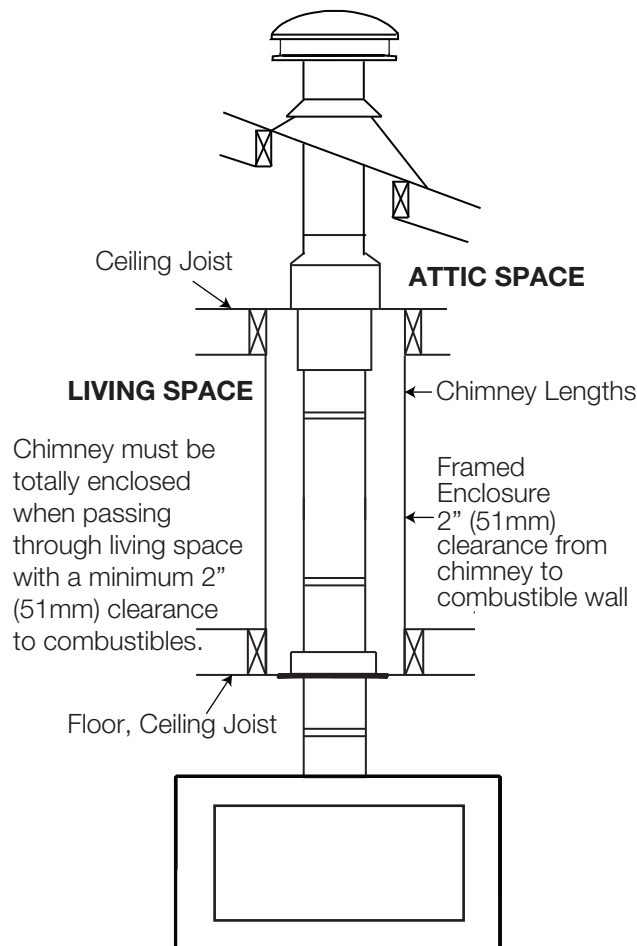 Ceiling Joist
ATTIC SPACE
LIVING SPACE
Chimney Lengths
Chimney must be
totally enclosed
when passing
through living space
with a minimum 2”
(51mm) clearance
to combustibles.
Framed
Enclosure
2” (51mm)
clearance from
chimney to
combustible wall
Floor, Ceiling Joist